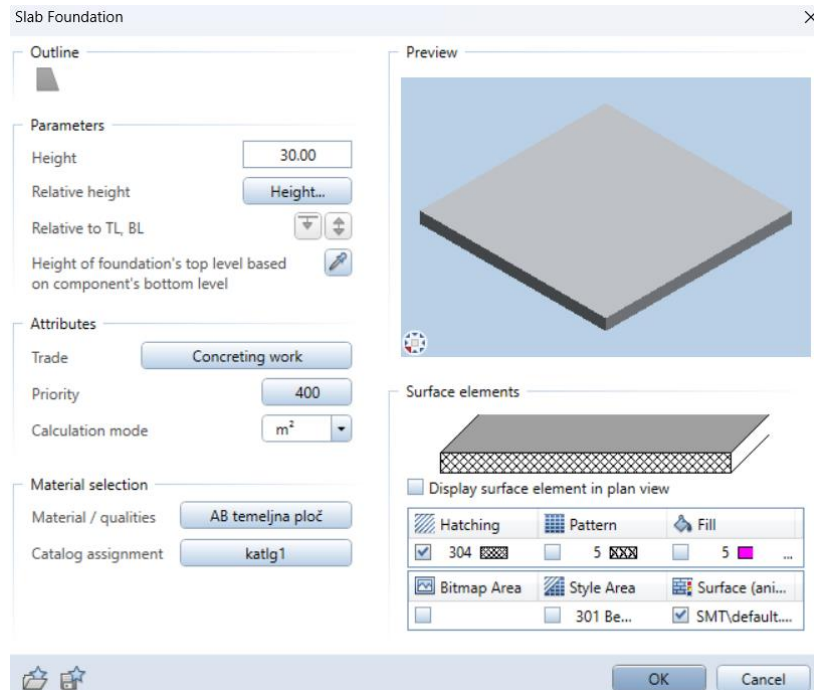 Slab Foundation
Outline
Parameters
Height 30.00
Relative height Height...
Relative to TL, BL
Height of foundation's top level based
on component's bottom level
Attributes
Trade Concreting work
Priority 400
Calculation mode m²
Material selection
Material / qualities AB temeljna ploč
Catalog assignment katlg1
Preview
Surface elements
Display surface element in plan view
Hatching Pattern Fill
304 5 5 ...
Bitmap Area Style Area Surface (ani...
301 Be... SMT\default....
OK Cancel